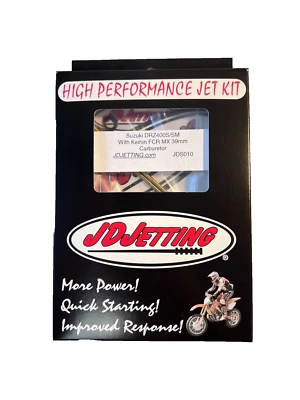 HIGH PERFORMANCE JET KIT
Suzuki DRZ400S/SM
With Keihin FCR MX 39mm
Carburetor
JDJETTING.com JDS010
JDJETTING
®
More Power!
Quick Starting!
Improved Response!